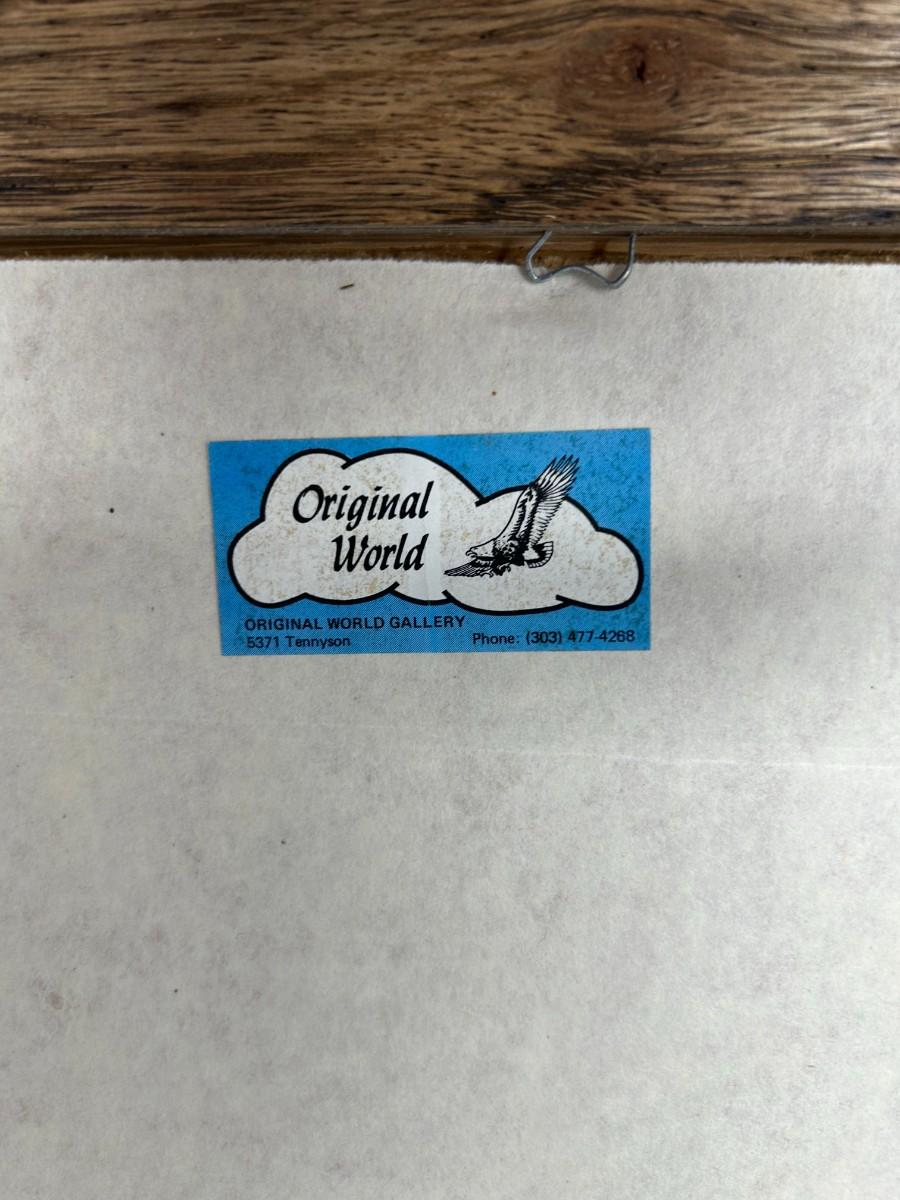 Original
World
ORIGINAL WORLD GALLERY
5371 Tennyson
Phone: (303) 477-4268